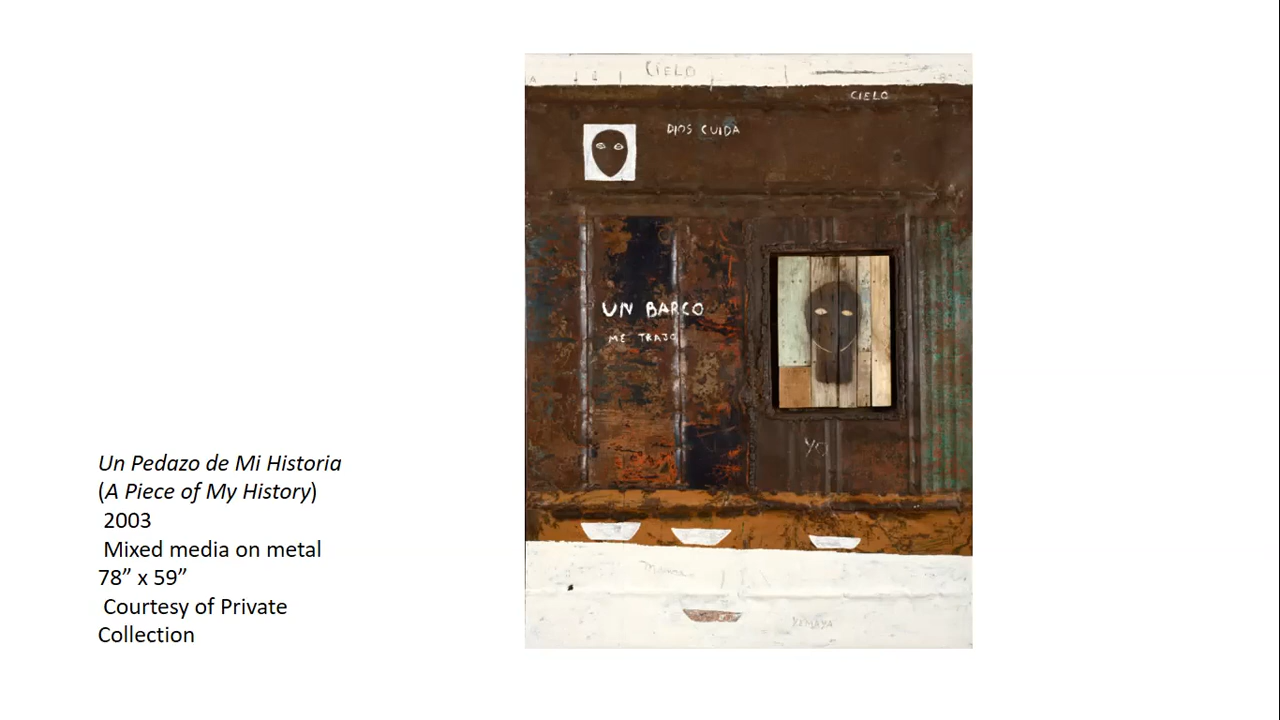 CIELO
CIELO
DIOS CUIDA
UN BARCO
ME TRAJO
YO
Un Pedazo de Mi Historia
(A Piece of My History)
2003
Mixed media on metal
78” x 59”
Courtesy of Private
Collection